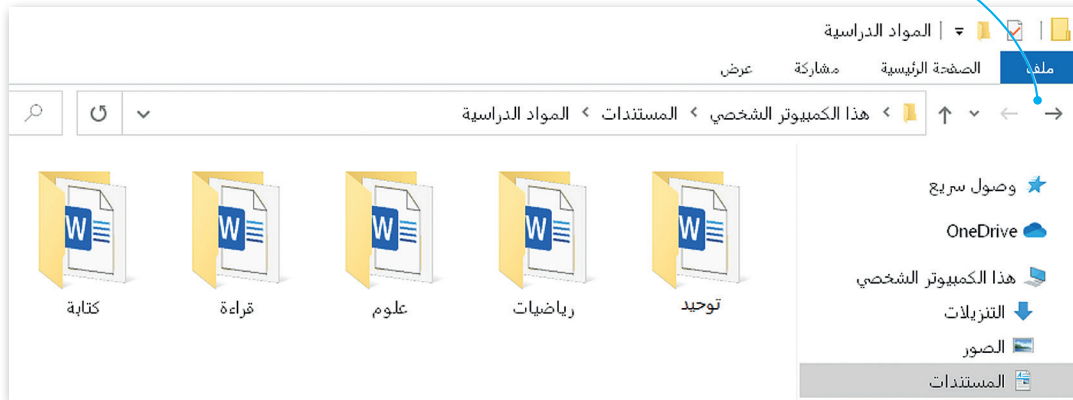 المواد الدراسية
ملف الصفحة الرئيسية مشاركة عرض
هذا الكمبيوتر الشخصي > المستندات > المواد الدراسية
وصول سريع
OneDrive
هذا الكمبيوتر الشخصي
التنزيلات
الصور
المستندات
W W W W W
توحيد رياضيات علوم قراءة كتابة